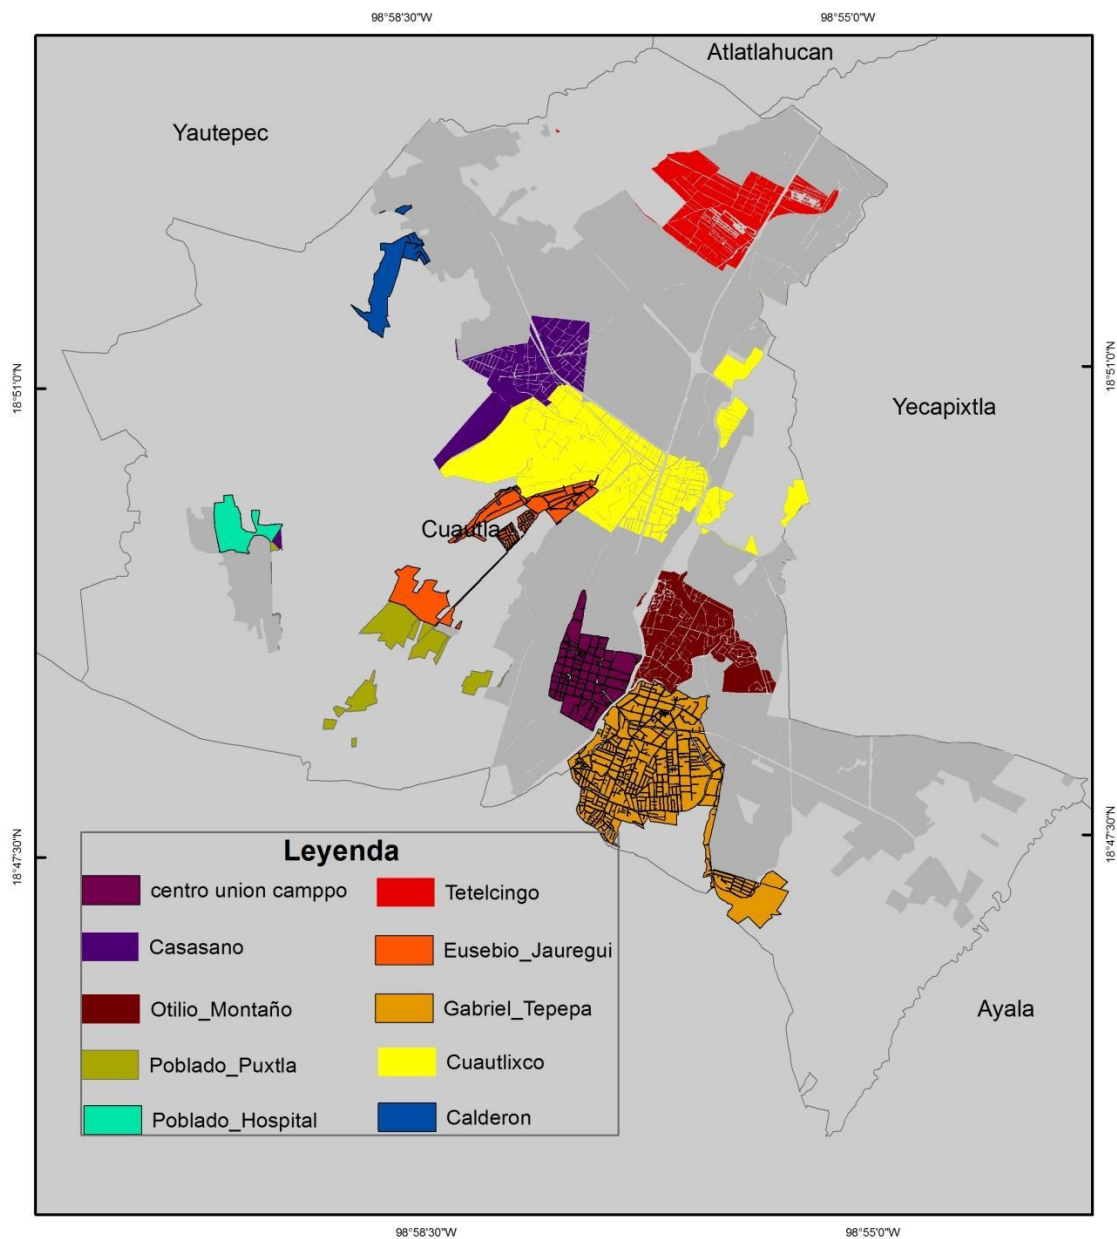 98°58'30"W
98°55'0"W
Atlatlahucan
Yautepec
18°51'0"N
18°51'0"N
Yecapixtla
Cuautla
18°47'30"N
18°47'30"N
Leyenda
centro union camppo
Tetelcingo
Casasano
Eusebio_Jauregui
Otilio_Montaño
Gabriel_Tepepa
Ayala
Poblado_Puxtla
Cuautlixco
Poblado_Hospital
Calderon
98°58'30"W
98°55'0"W